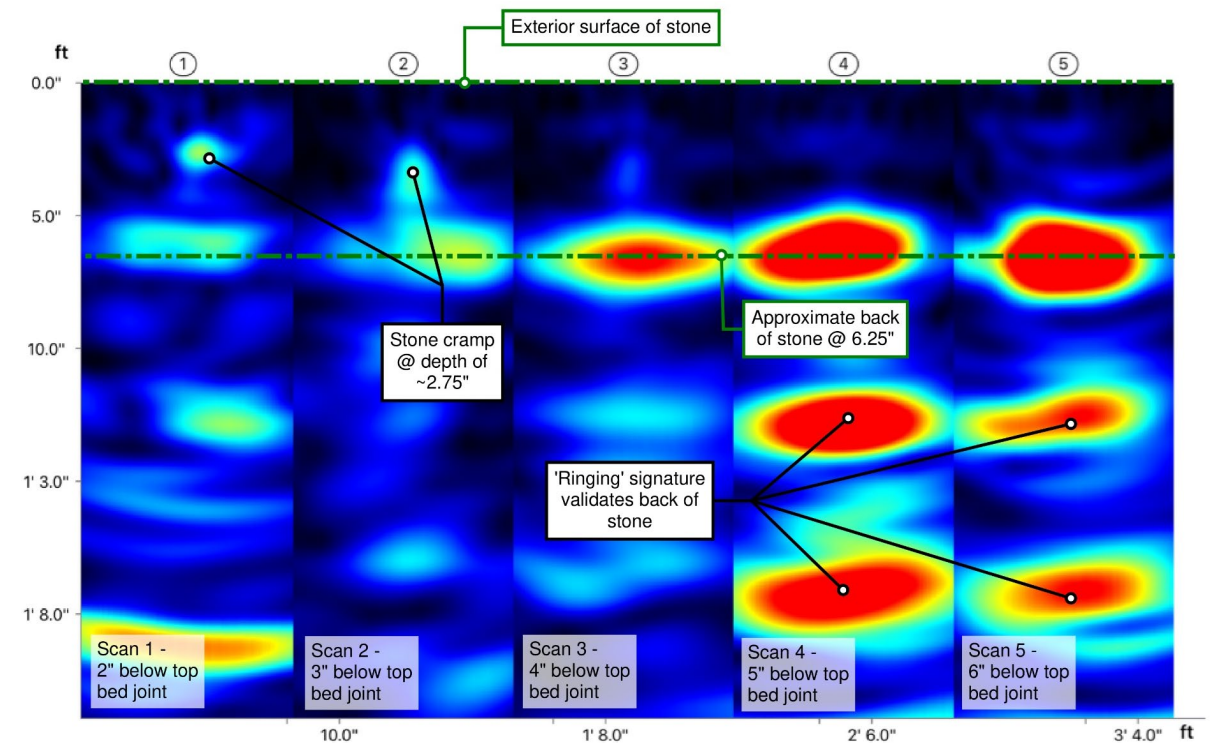 Exterior surface of stone
ft
1
2
3
4
5
0.0"
5.0"
10.0"
1' 3.0"
1' 8.0"
Stone cramp
@ depth of
~2.75"
Approximate back
of stone @ 6.25"
'Ringing' signature
validates back of
stone
Scan 1 -
2" below top
bed joint
Scan 2 -
3" below top
bed joint
Scan 3 -
4" below top
bed joint
Scan 4 -
5" below top
bed joint
Scan 5 -
6" below top
bed joint
10.0"
1' 8.0"
2' 6.0"
3' 4.0"
ft